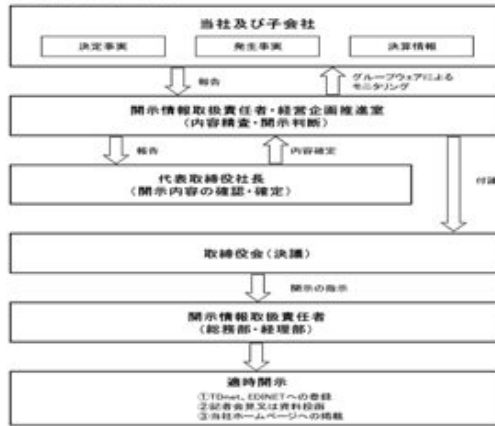 当社及び子会社
決定事実
発生事実
決算情報
報告
グループウェアによる
モニタリング
開示情報取扱責任者・経営企画推進室
(内容精査・開示判断)
報告
内容確定
付議
代表取締役社長
(開示内容の確認・確定)
取締役会(決議)
開示の指示
開示情報取扱責任者
(総務部・経理部)
適時開示
①TDnet、EDINETへの登録
②記者会見又は資料投函
③当社ホームページへの掲載